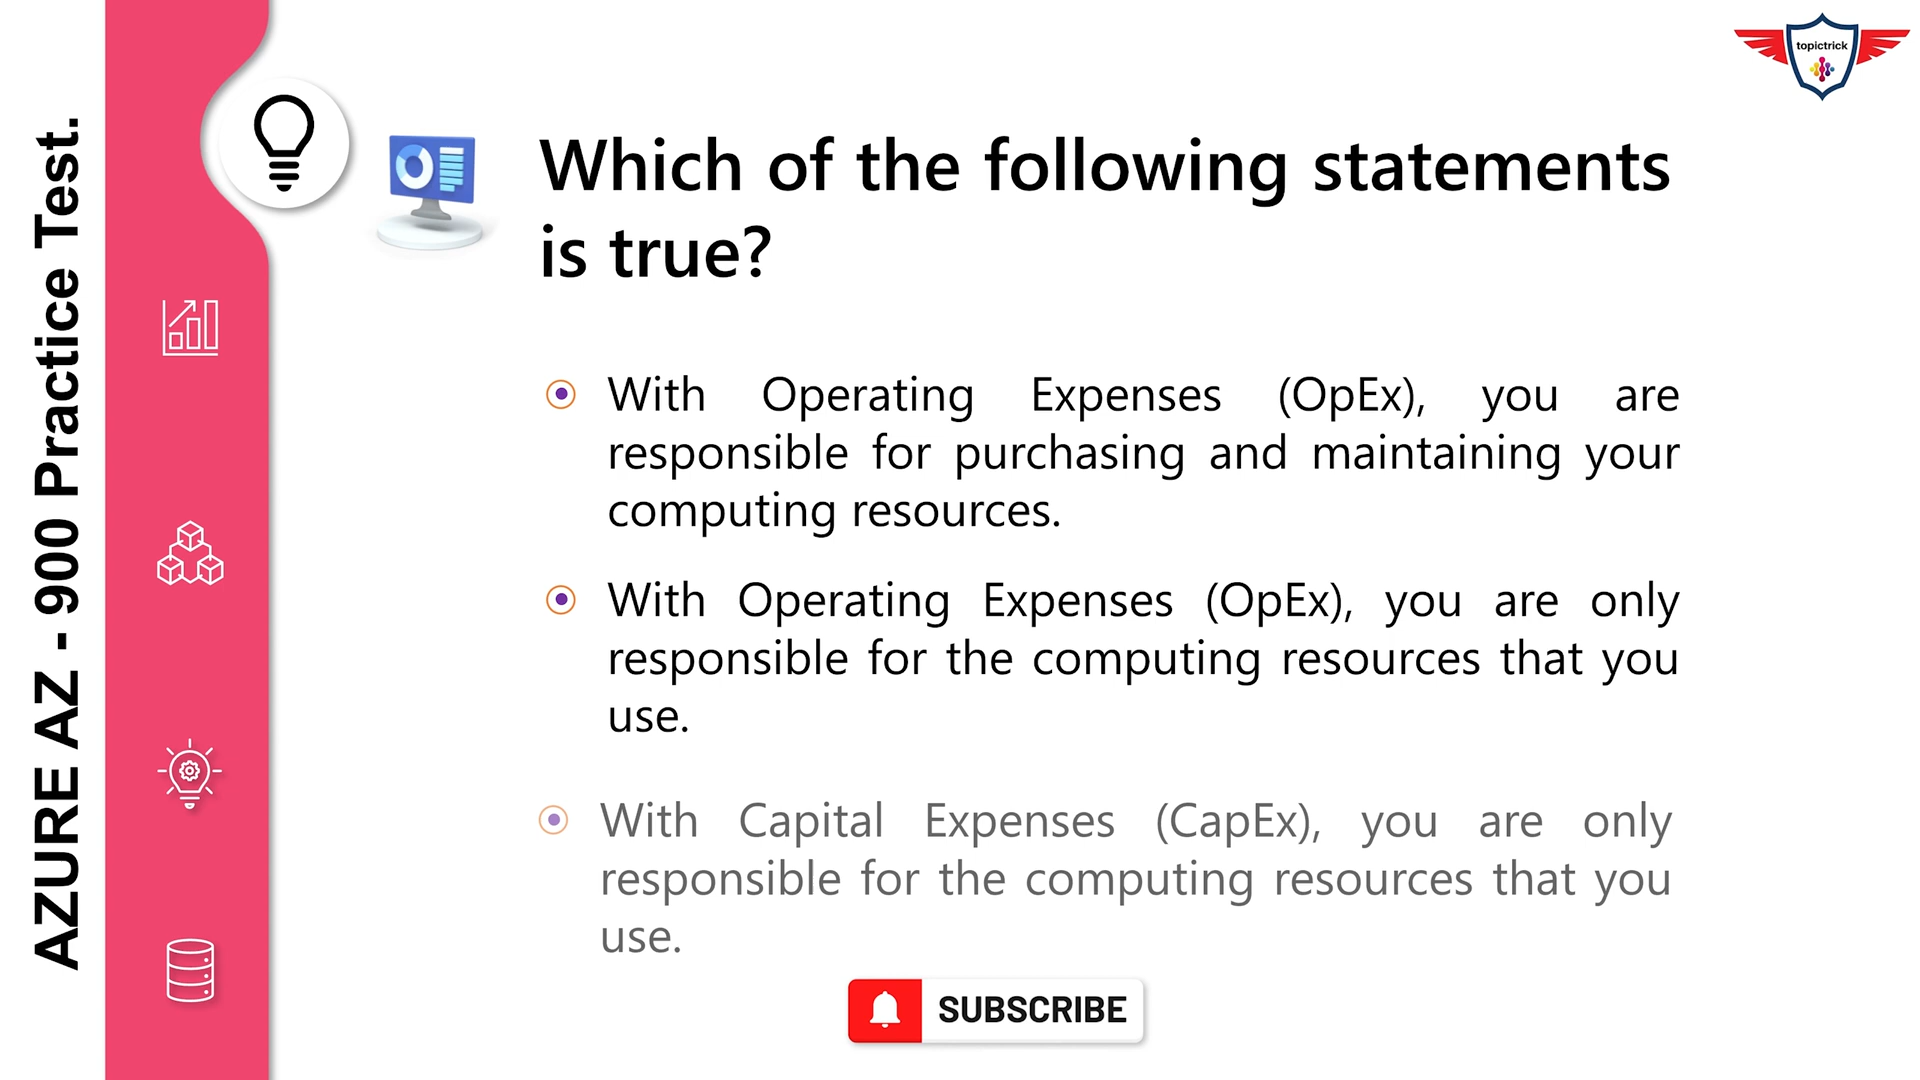 AZURE AZ - 900 Practice Test.
topictrick
Which of the following statements
is true?
With Operating Expenses (OpEx), you are
responsible for purchasing and maintaining your
computing resources.
With Operating Expenses (OpEx), you are only
responsible for the computing resources that you
use.
With Capital Expenses (CapEx), you are only
responsible for the computing resources that you
use.
SUBSCRIBE